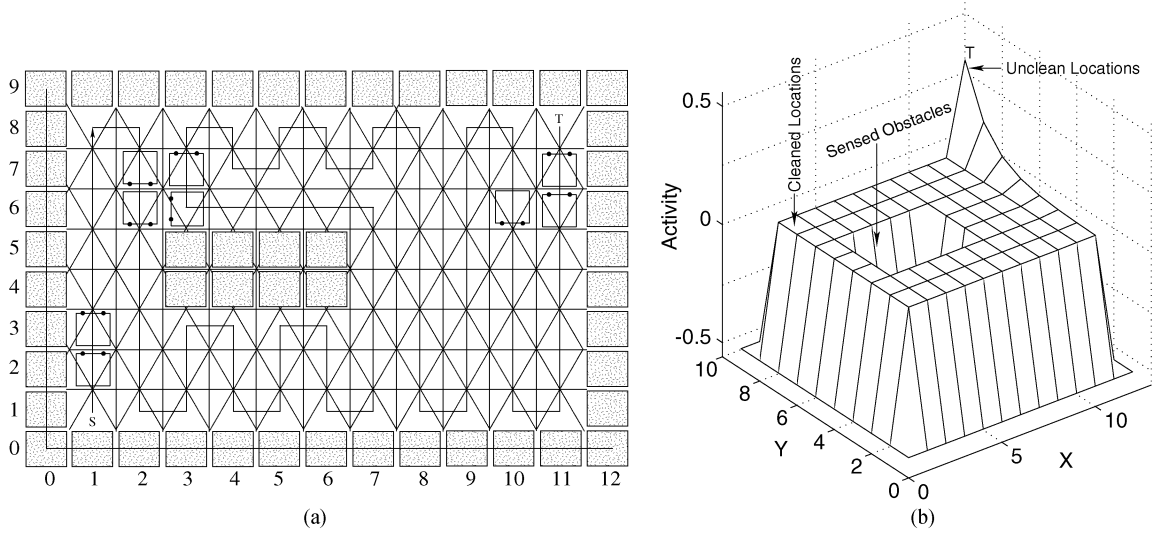 9
8
7
6
5
4
3
2
1
0
T
S
0 1 2 3 4 5 6 7 8 9 10 11 12
(a)
T
Unclean Locations
Cleaned Locations
Sensed Obstacles
Activity
0.5
0
-0.5
10
8
6
4
2
0
Y
0
5
10
X
(b)